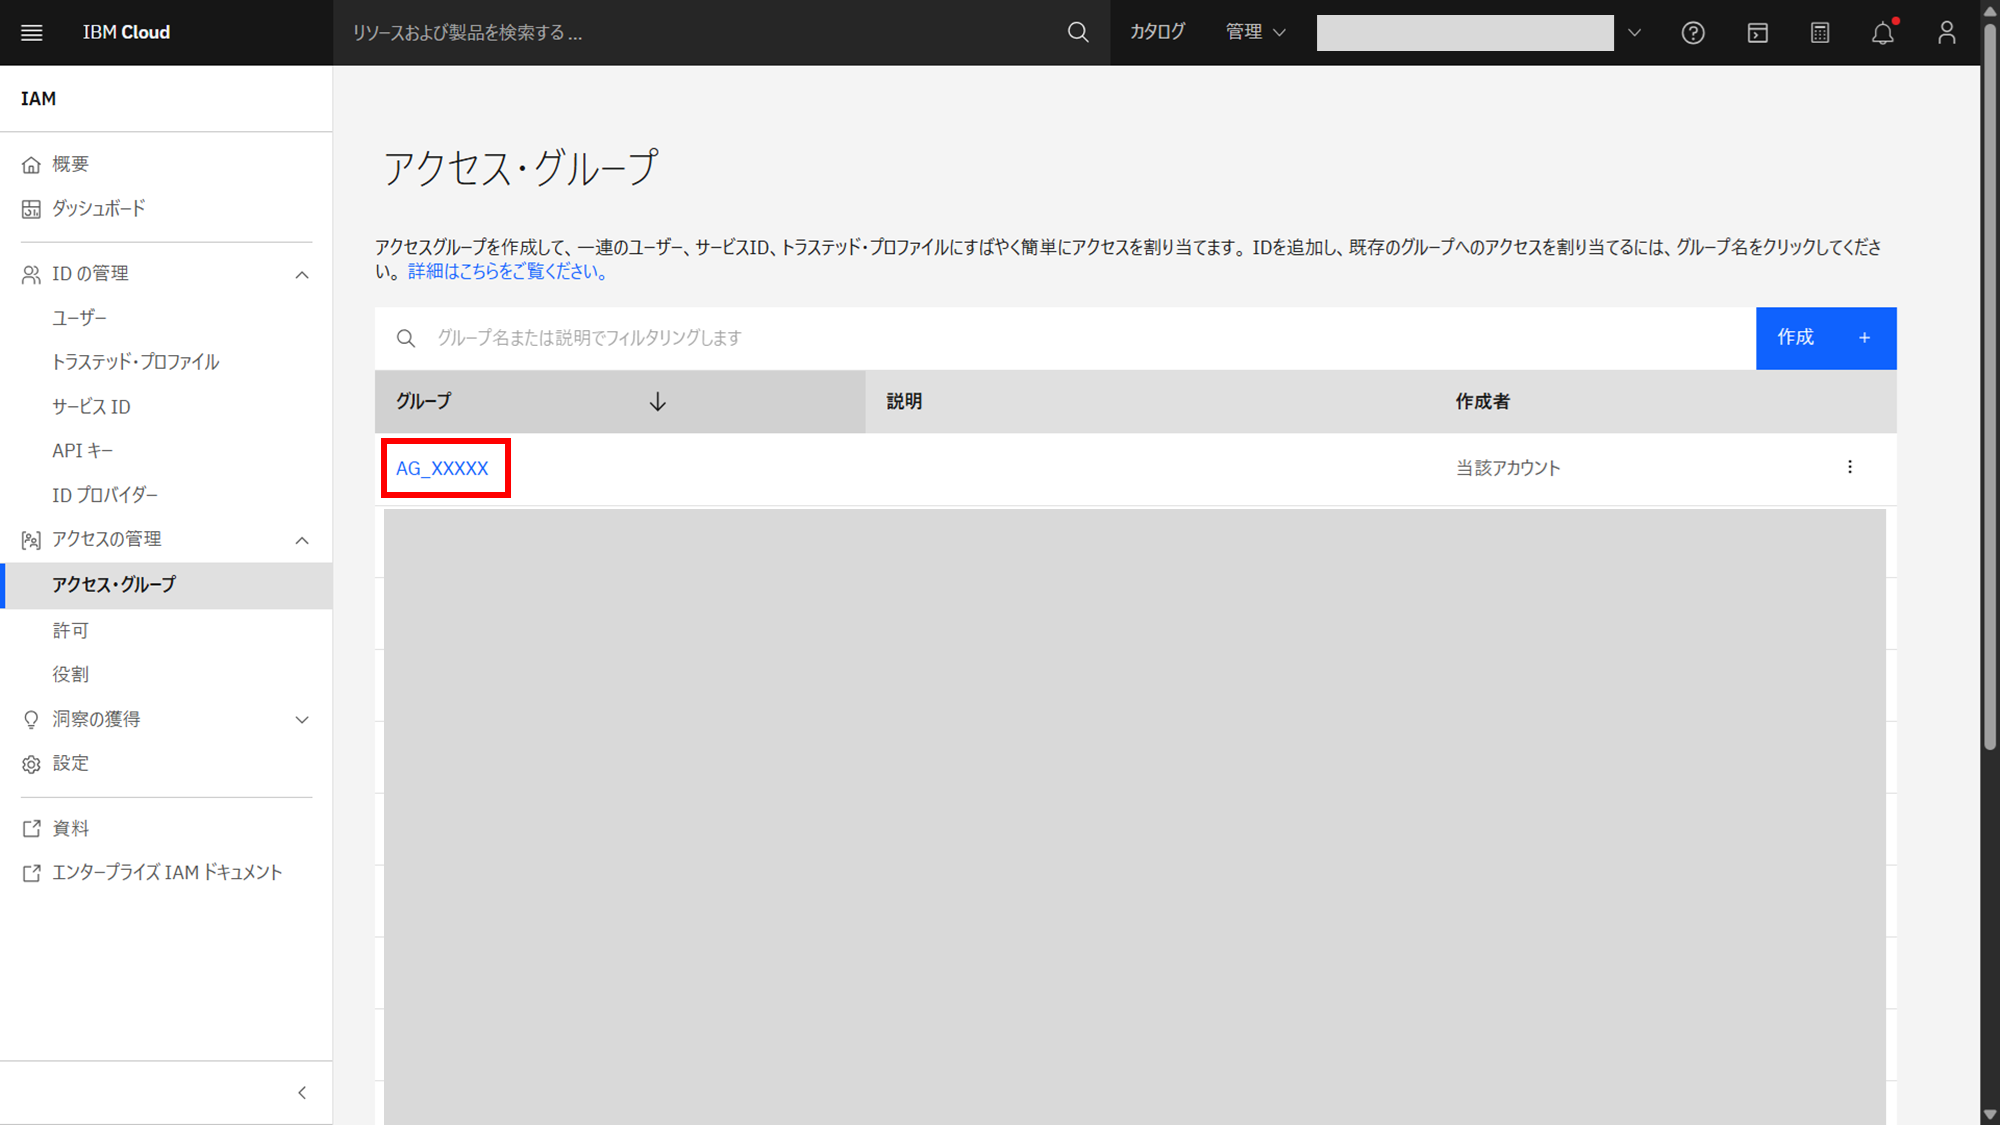 IBM Cloud
リソースおよび製品を検索する ...
カタログ
管理
IAM
概要
ダッシュボード
ID の管理
ユーザー
トラステッド・プロファイル
サービス ID
API キー
ID プロバイダー
アクセスの管理
アクセス・グループ
許可
役割
洞察の獲得
設定
資料
エンタープライズ IAM ドキュメント
アクセス・グループ
アクセスグループを作成して、一連のユーザー、サービスID、トラステッド・プロファイルにすばやく簡単にアクセスを割り当てます。IDを追加し、既存のグループへのアクセスを割り当てるには、グループ名をクリックしてくださ
い。 詳細はこちらをご覧ください。
グループ名または説明でフィルタリングします
作成 +
グループ 説明 作成者
AG_XXXXX 当該アカウント